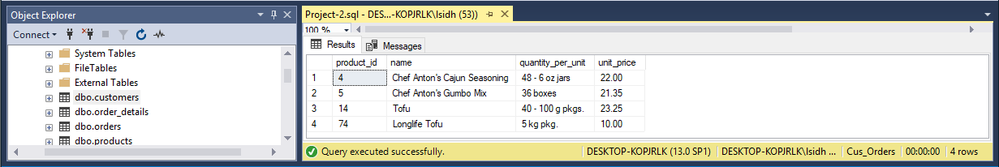 Object Explorer
Connect
System Tables
FileTables
External Tables
dbo.customers
dbo.order_details
dbo.orders
dbo.products
Project-2.sql - DES...-KOPJRLK\lsidh (53))
100 %
Results Messages
product_id name quantity_per_unit unit_price
1 4 Chef Anton's Cajun Seasoning 48 - 6 oz jars 22.00
2 5 Chef Anton's Gumbo Mix 36 boxes 21.35
3 14 Tofu 40 - 100 g pkgs. 23.25
4 74 Longlife Tofu 5 kg pkg. 10.00
Query executed successfully. DESKTOP-KOPJRLK (13.0 SP1) DESKTOP-KOPJRLK\lsidh ... Cus_Orders 00:00:00 4 rows